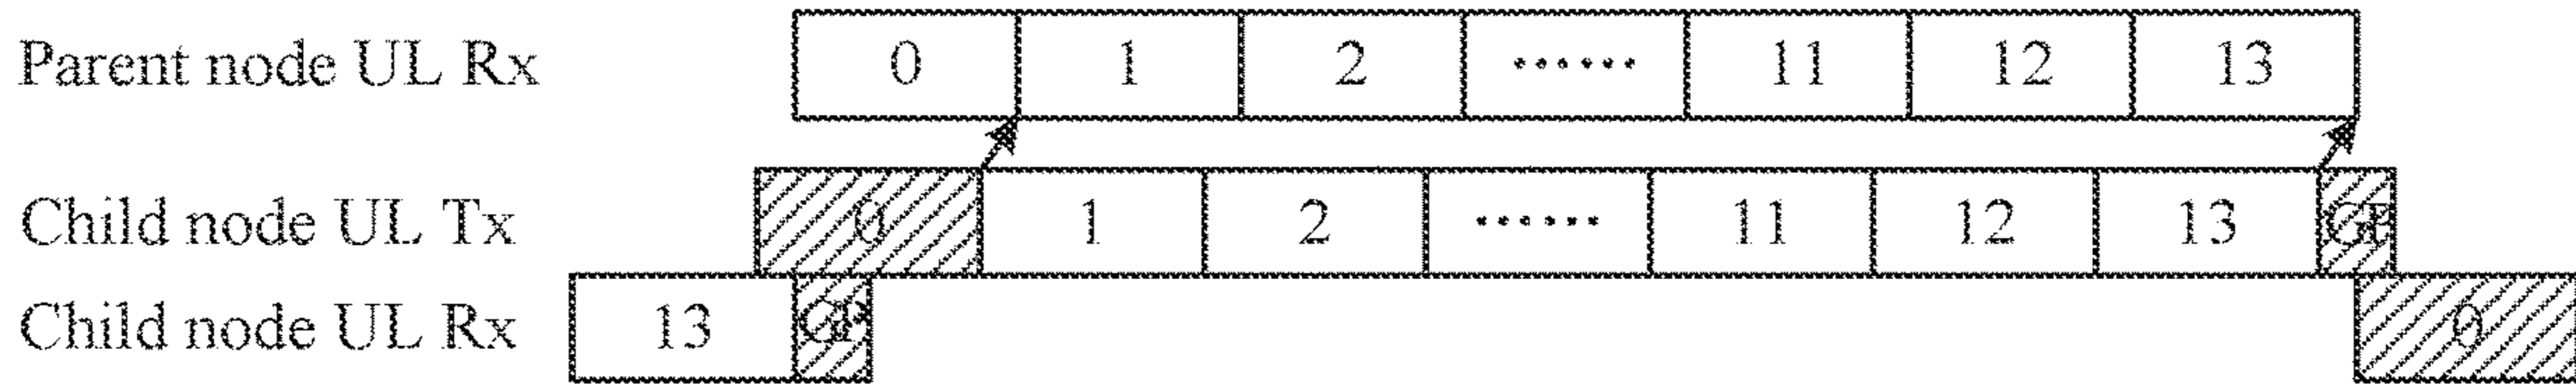 Parent node UL Rx 0 1 2 ...... 11 12 13
Child node UL Tx 0 1 2 ...... 11 12 13 GP
Child node UL Rx 13 GP 0